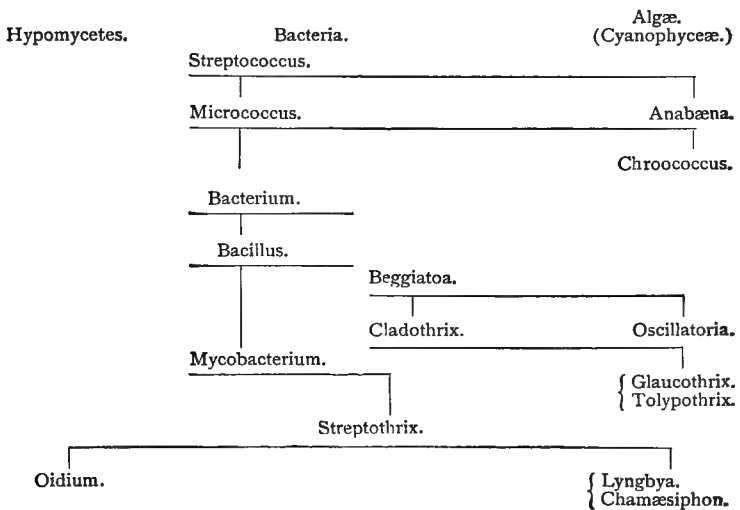 Algæ.
Hypomycetes. Bacteria. (Cyanophyceæ.)
Streptococcus.
Micrococcus. Anabæna.
Chroococcus.
Bacterium.
Bacillus.
Beggiatoa.
Cladothrix. Oscillatoria.
Mycobacterium.
{ Glaucothrix.
{ Tolypothrix.
Streptothrix.
Oidium. { Lyngbya.
{ Chamæsiphon.